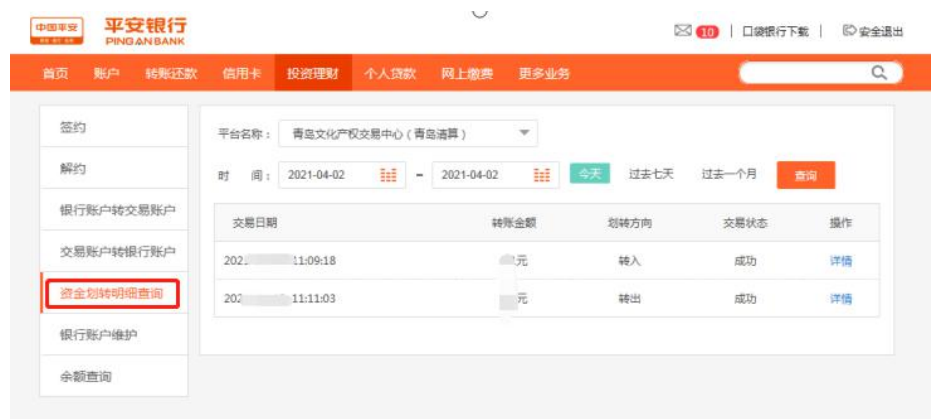 中国平安 平安银行
PING AN BANK
10 | 口袋银行下载 | 安全退出
首页 账户 转账还款 信用卡 投资理财 个人贷款 网上缴费 更多业务
签约
解约
银行账户转交易账户
交易账户转银行账户
资金划转明细查询
银行账户维护
余额查询
平台名称： 青岛文化产权交易中心（青岛清算）
时 间： 2021-04-02 - 2021-04-02 今天 过去七天 过去一个月 查询
交易日期 转账金额 划转方向 交易状态 操作
202 11:09:18 元 转入 成功 详情
202 11:11:03 元 转出 成功 详情